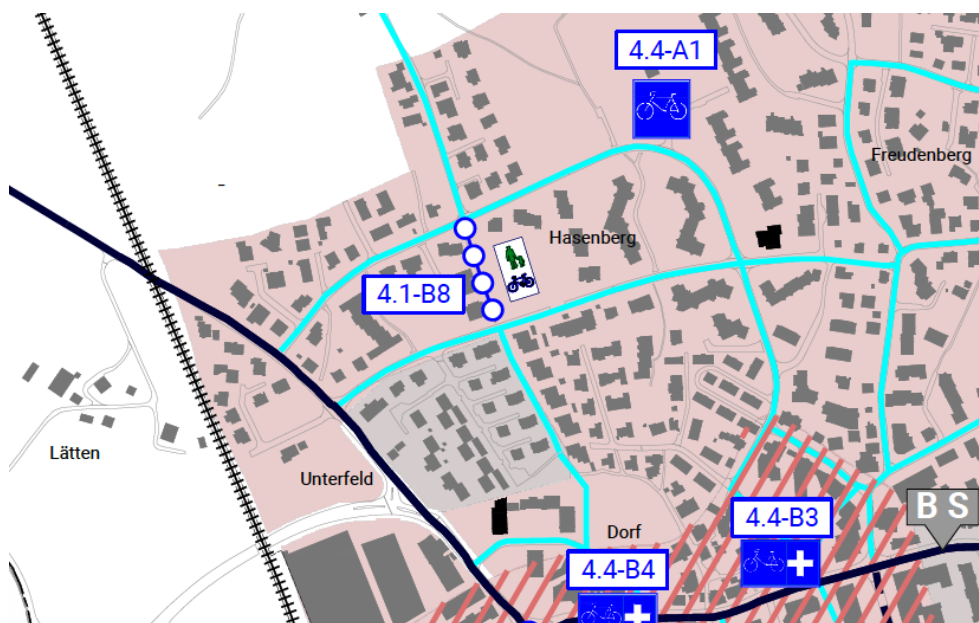 4.4-A1
Freudenberg
Hasenberg
4.1-B8
Lätten
Unterfeld
B S
4.4-B3
Dorf
4.4-B4